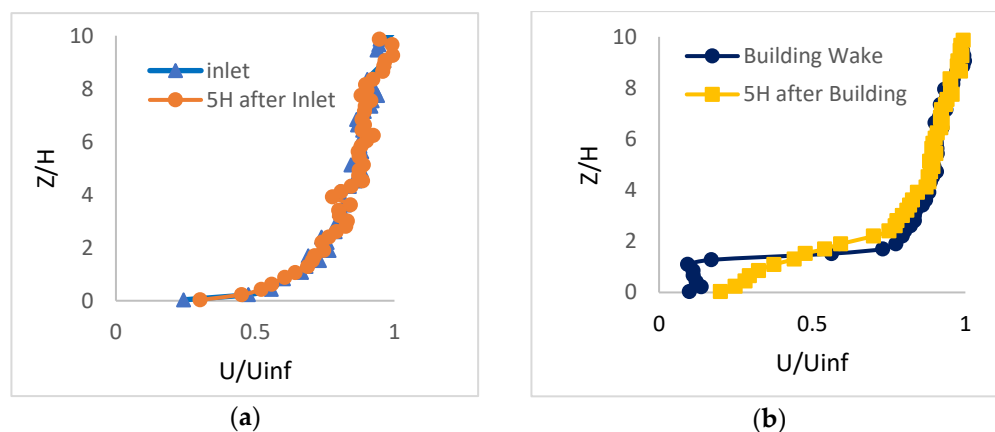 10
8
6
4
2
0
Z/H
inlet
5H after Inlet
0
0.5
1
U/Uinf
(a)
10
8
6
4
2
0
Z/H
Building Wake
5H after Building
0
0.5
1
U/Uinf
(b)